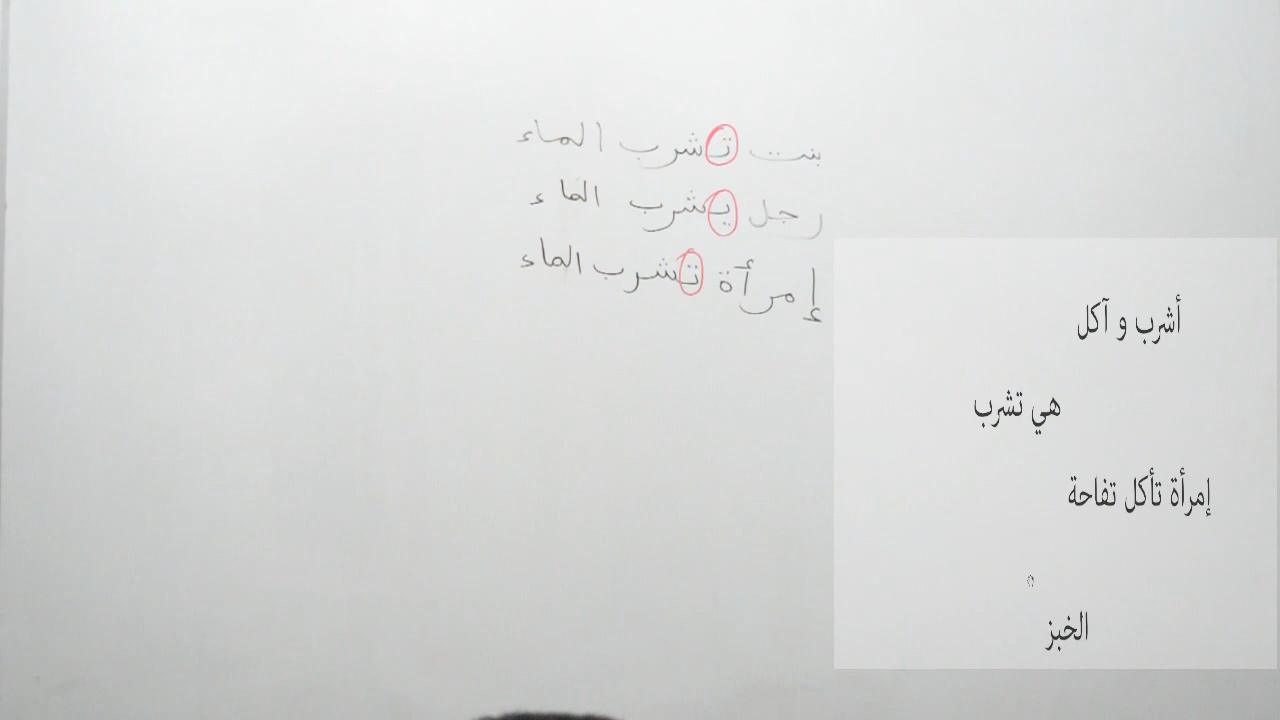 بنت تشرب الماء
رجل يشرب الماء
إمرأة تشرب الماء
أشرب و آكل
هي تشرب
إمرأة تأكل تفاحة
الخبز